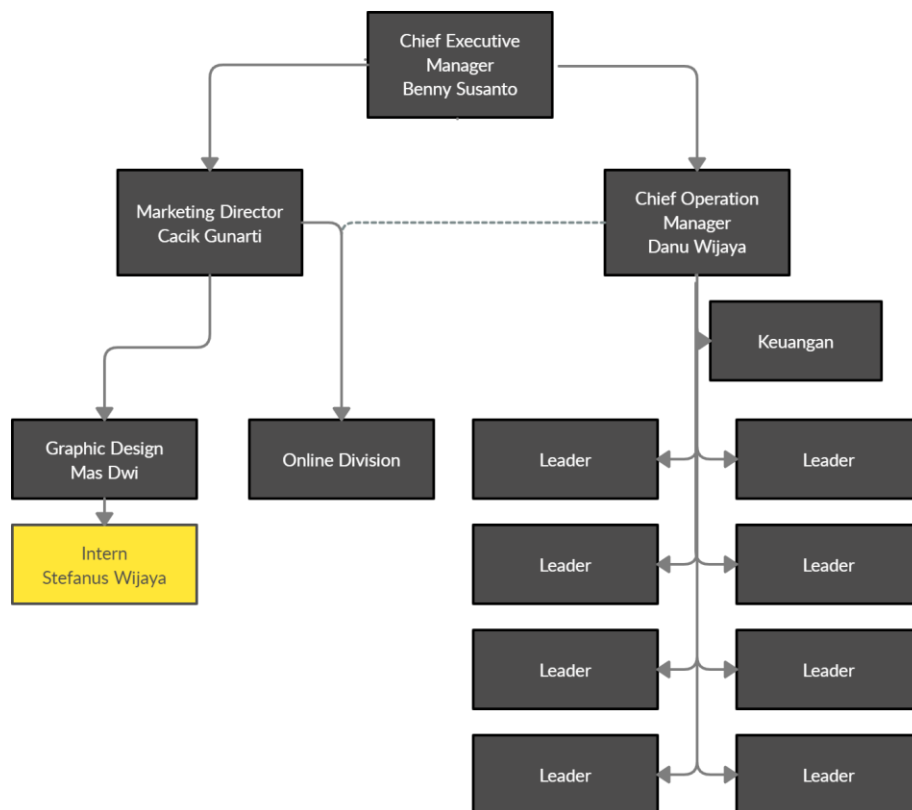 Chief Executive
Manager
Benny Susanto
Marketing Director
Cacik Gunarti
Chief Operation
Manager
Danu Wijaya
Keuangan
Graphic Design
Mas Dwi
Online Division
Leader
Leader
Intern
Stefanus Wijaya
Leader
Leader
Leader
Leader
Leader
Leader